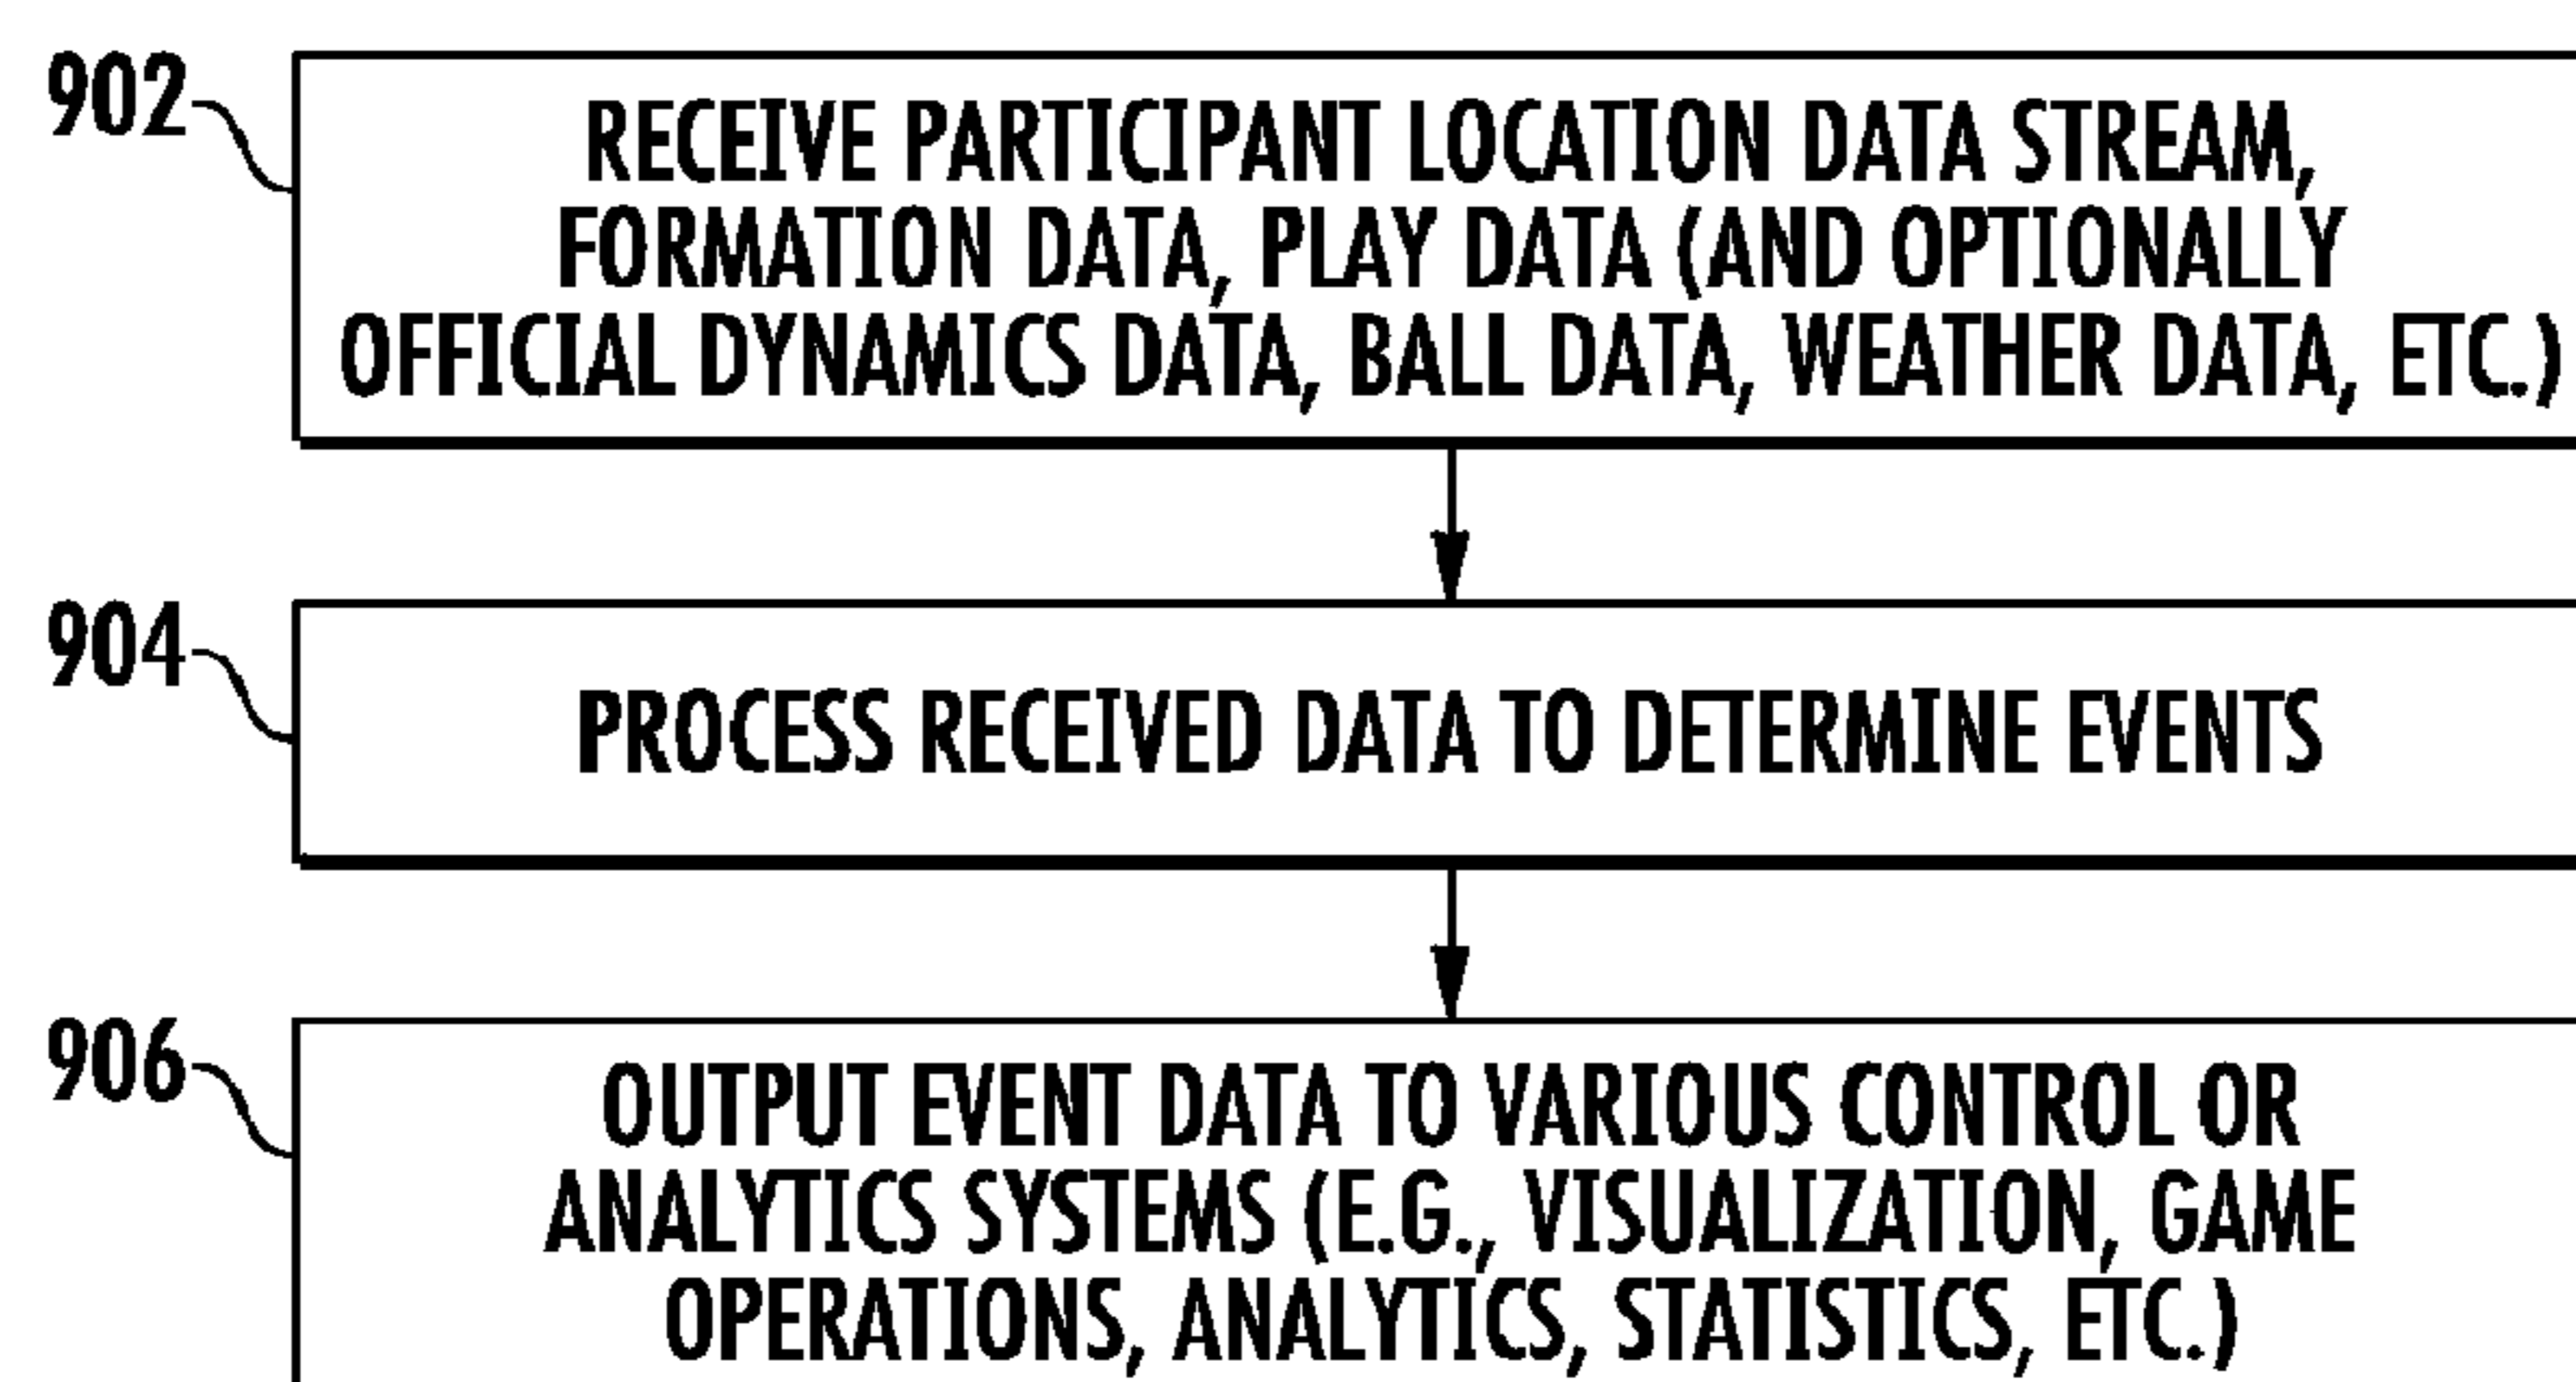 902
RECEIVE PARTICIPANT LOCATION DATA STREAM,
FORMATION DATA, PLAY DATA (AND OPTIONALLY
OFFICIAL DYNAMICS DATA, BALL DATA, WEATHER DATA, ETC.)
904
PROCESS RECEIVED DATA TO DETERMINE EVENTS
906
OUTPUT EVENT DATA TO VARIOUS CONTROL OR
ANALYTICS SYSTEMS (E.G., VISUALIZATION, GAME
OPERATIONS, ANALYTICS, STATISTICS, ETC.)